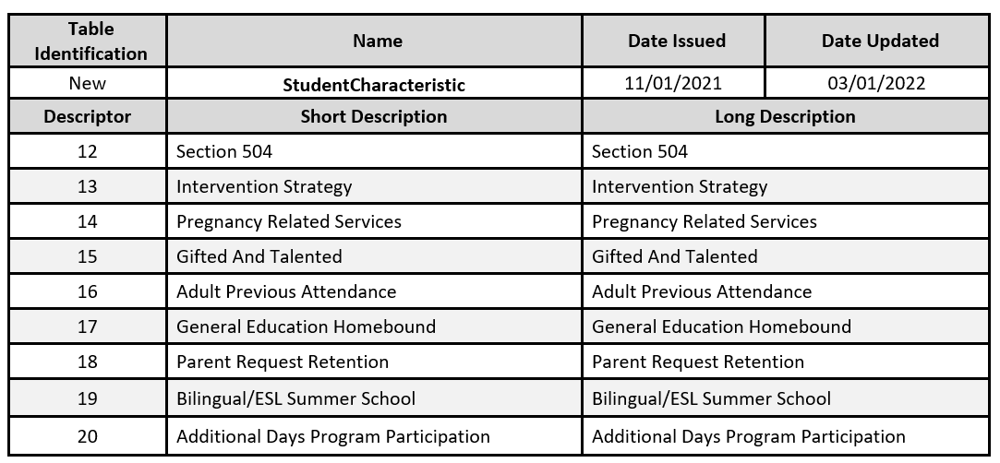 Table Identification Name Date Issued Date Updated
New StudentCharacteristic 11/01/2021 03/01/2022
Descriptor Short Description Long Description
12 Section 504 Section 504
13 Intervention Strategy Intervention Strategy
14 Pregnancy Related Services Pregnancy Related Services
15 Gifted And Talented Gifted And Talented
16 Adult Previous Attendance Adult Previous Attendance
17 General Education Homebound General Education Homebound
18 Parent Request Retention Parent Request Retention
19 Bilingual/ESL Summer School Bilingual/ESL Summer School
20 Additional Days Program Participation Additional Days Program Participation